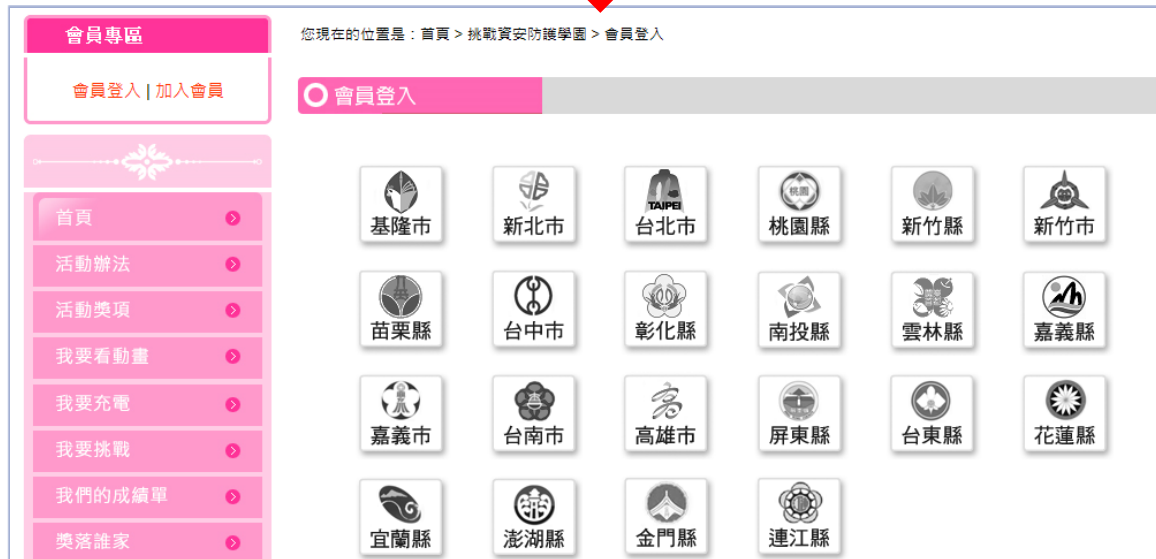 會員專區
會員登入 | 加入會員
首頁
活動辦法
活動獎項
我要看動畫
我要充電
我要挑戰
我們的成績單
獎落誰家
您現在的位置是：首頁 > 挑戰資安防護學園 > 會員登入
會員登入
基隆市 新北市 TAIPEI 台北市 桃園 桃園縣 新竹縣 新竹市
苗栗縣 台中市 彰化縣 南投縣 雲林縣 嘉義縣
嘉義市 台南市 高雄市 屏東縣 台東縣 花蓮縣
宜蘭縣 澎湖縣 金門縣 連江縣